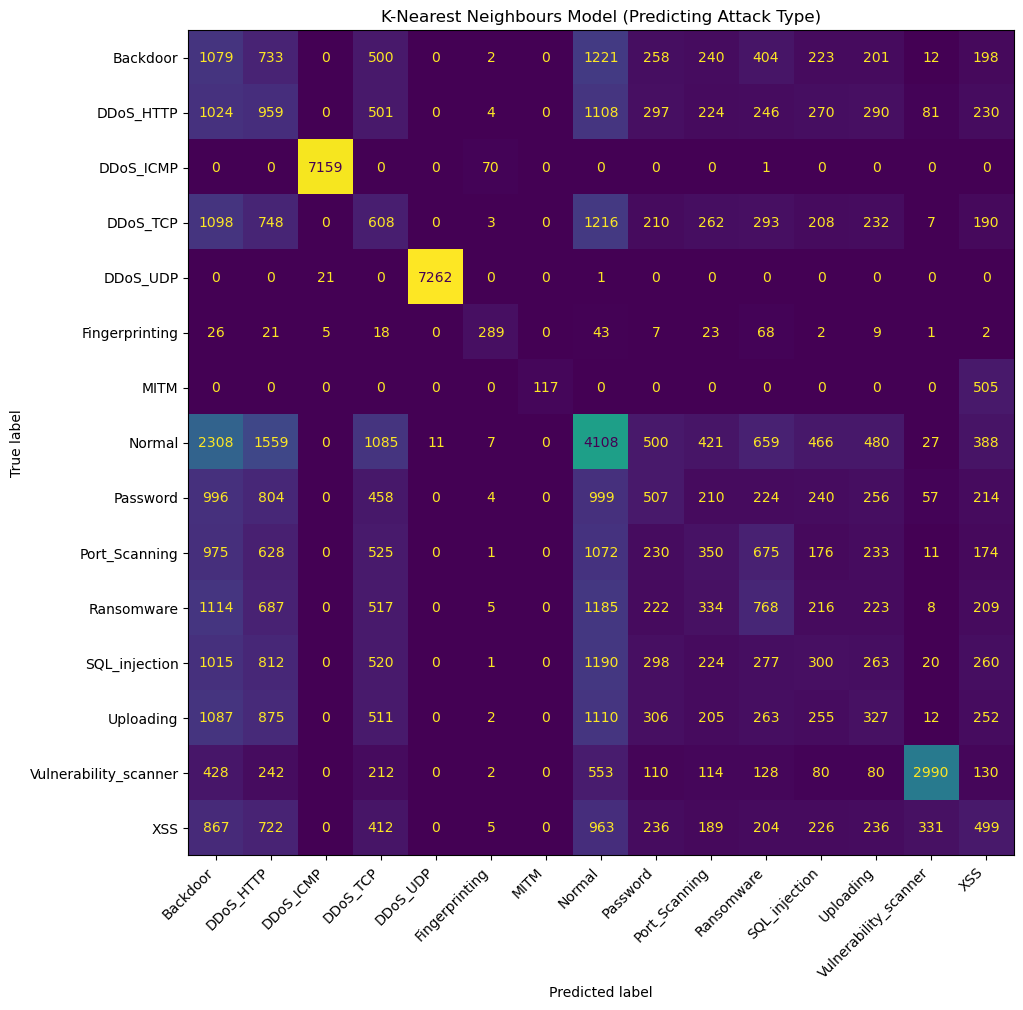 K-Nearest Neighbours Model (Predicting Attack Type)
Backdoor 1079 733 0 500 0 2 0 1221 258 240 404 223 201 12 198
DDoS_HTTP 1024 959 0 501 0 4 0 1108 297 224 246 270 290 81 230
DDoS_ICMP 0 0 7159 0 0 70 0 0 0 0 1 0 0 0 0
DDoS_TCP 1098 748 0 608 0 3 0 1216 210 262 293 208 232 7 190
DDoS_UDP 0 0 21 0 7262 0 0 1 0 0 0 0 0 0 0
Fingerprinting 26 21 5 18 0 289 0 43 7 23 68 2 9 1 2
MITM 0 0 0 0 0 0 117 0 0 0 0 0 0 0 505
Normal 2308 1559 0 1085 11 7 0 4108 500 421 659 466 480 27 388
Password 996 804 0 458 0 4 0 999 507 210 224 240 256 57 214
Port_Scanning 975 628 0 525 0 1 0 1072 230 350 675 176 233 11 174
Ransomware 1114 687 0 517 0 5 0 1185 222 334 768 216 223 8 209
SQL_injection 1015 812 0 520 0 1 0 1190 298 224 277 300 263 20 260
Uploading 1087 875 0 511 0 2 0 1110 306 205 263 255 327 12 252
Vulnerability_scanner 428 242 0 212 0 2 0 553 110 114 128 80 80 2990 130
XSS 867 722 0 412 0 5 0 963 236 189 204 226 236 331 499
True label
Backdoor DDoS_HTTP DDoS_ICMP DDoS_TCP DDoS_UDP Fingerprinting MITM Normal Password Port_Scanning Ransomware SQL_injection Uploading Vulnerability_scanner XSS
Predicted label